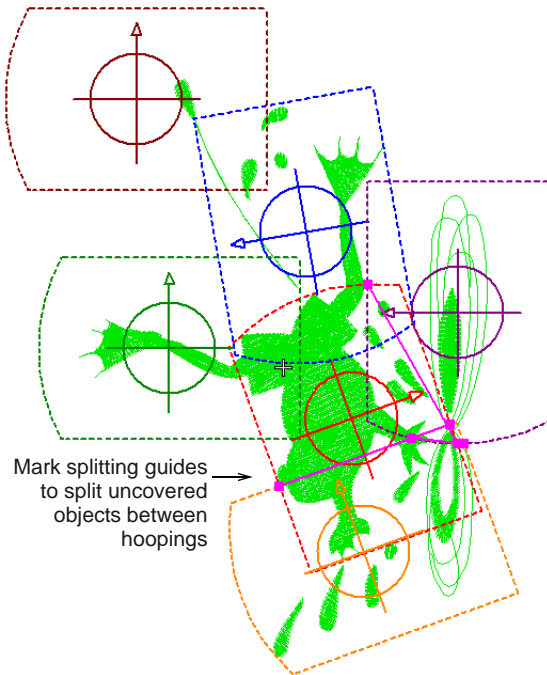 Mark splitting guides
to split uncovered
objects between
hoopings